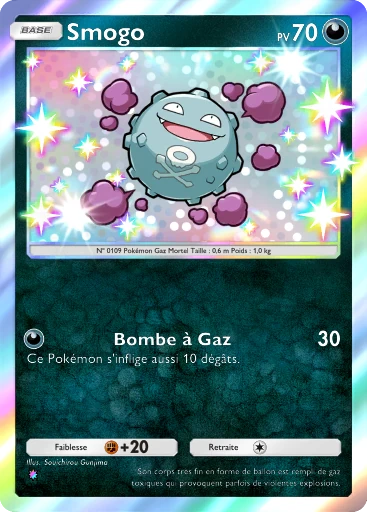 BASE Smogo PV 70
N° 0109 Pokémon Gaz Mortel Taille : 0,6 m Poids : 1,0 kg
Bombe à Gaz 30
Ce Pokémon s'inflige aussi 10 dégâts.
Faiblesse +20 Retraite
Illus. Souichirou Gunjima
Son corps très fin en forme de ballon est rempli de gaz
toxiques qui provoquent parfois de violentes explosions.